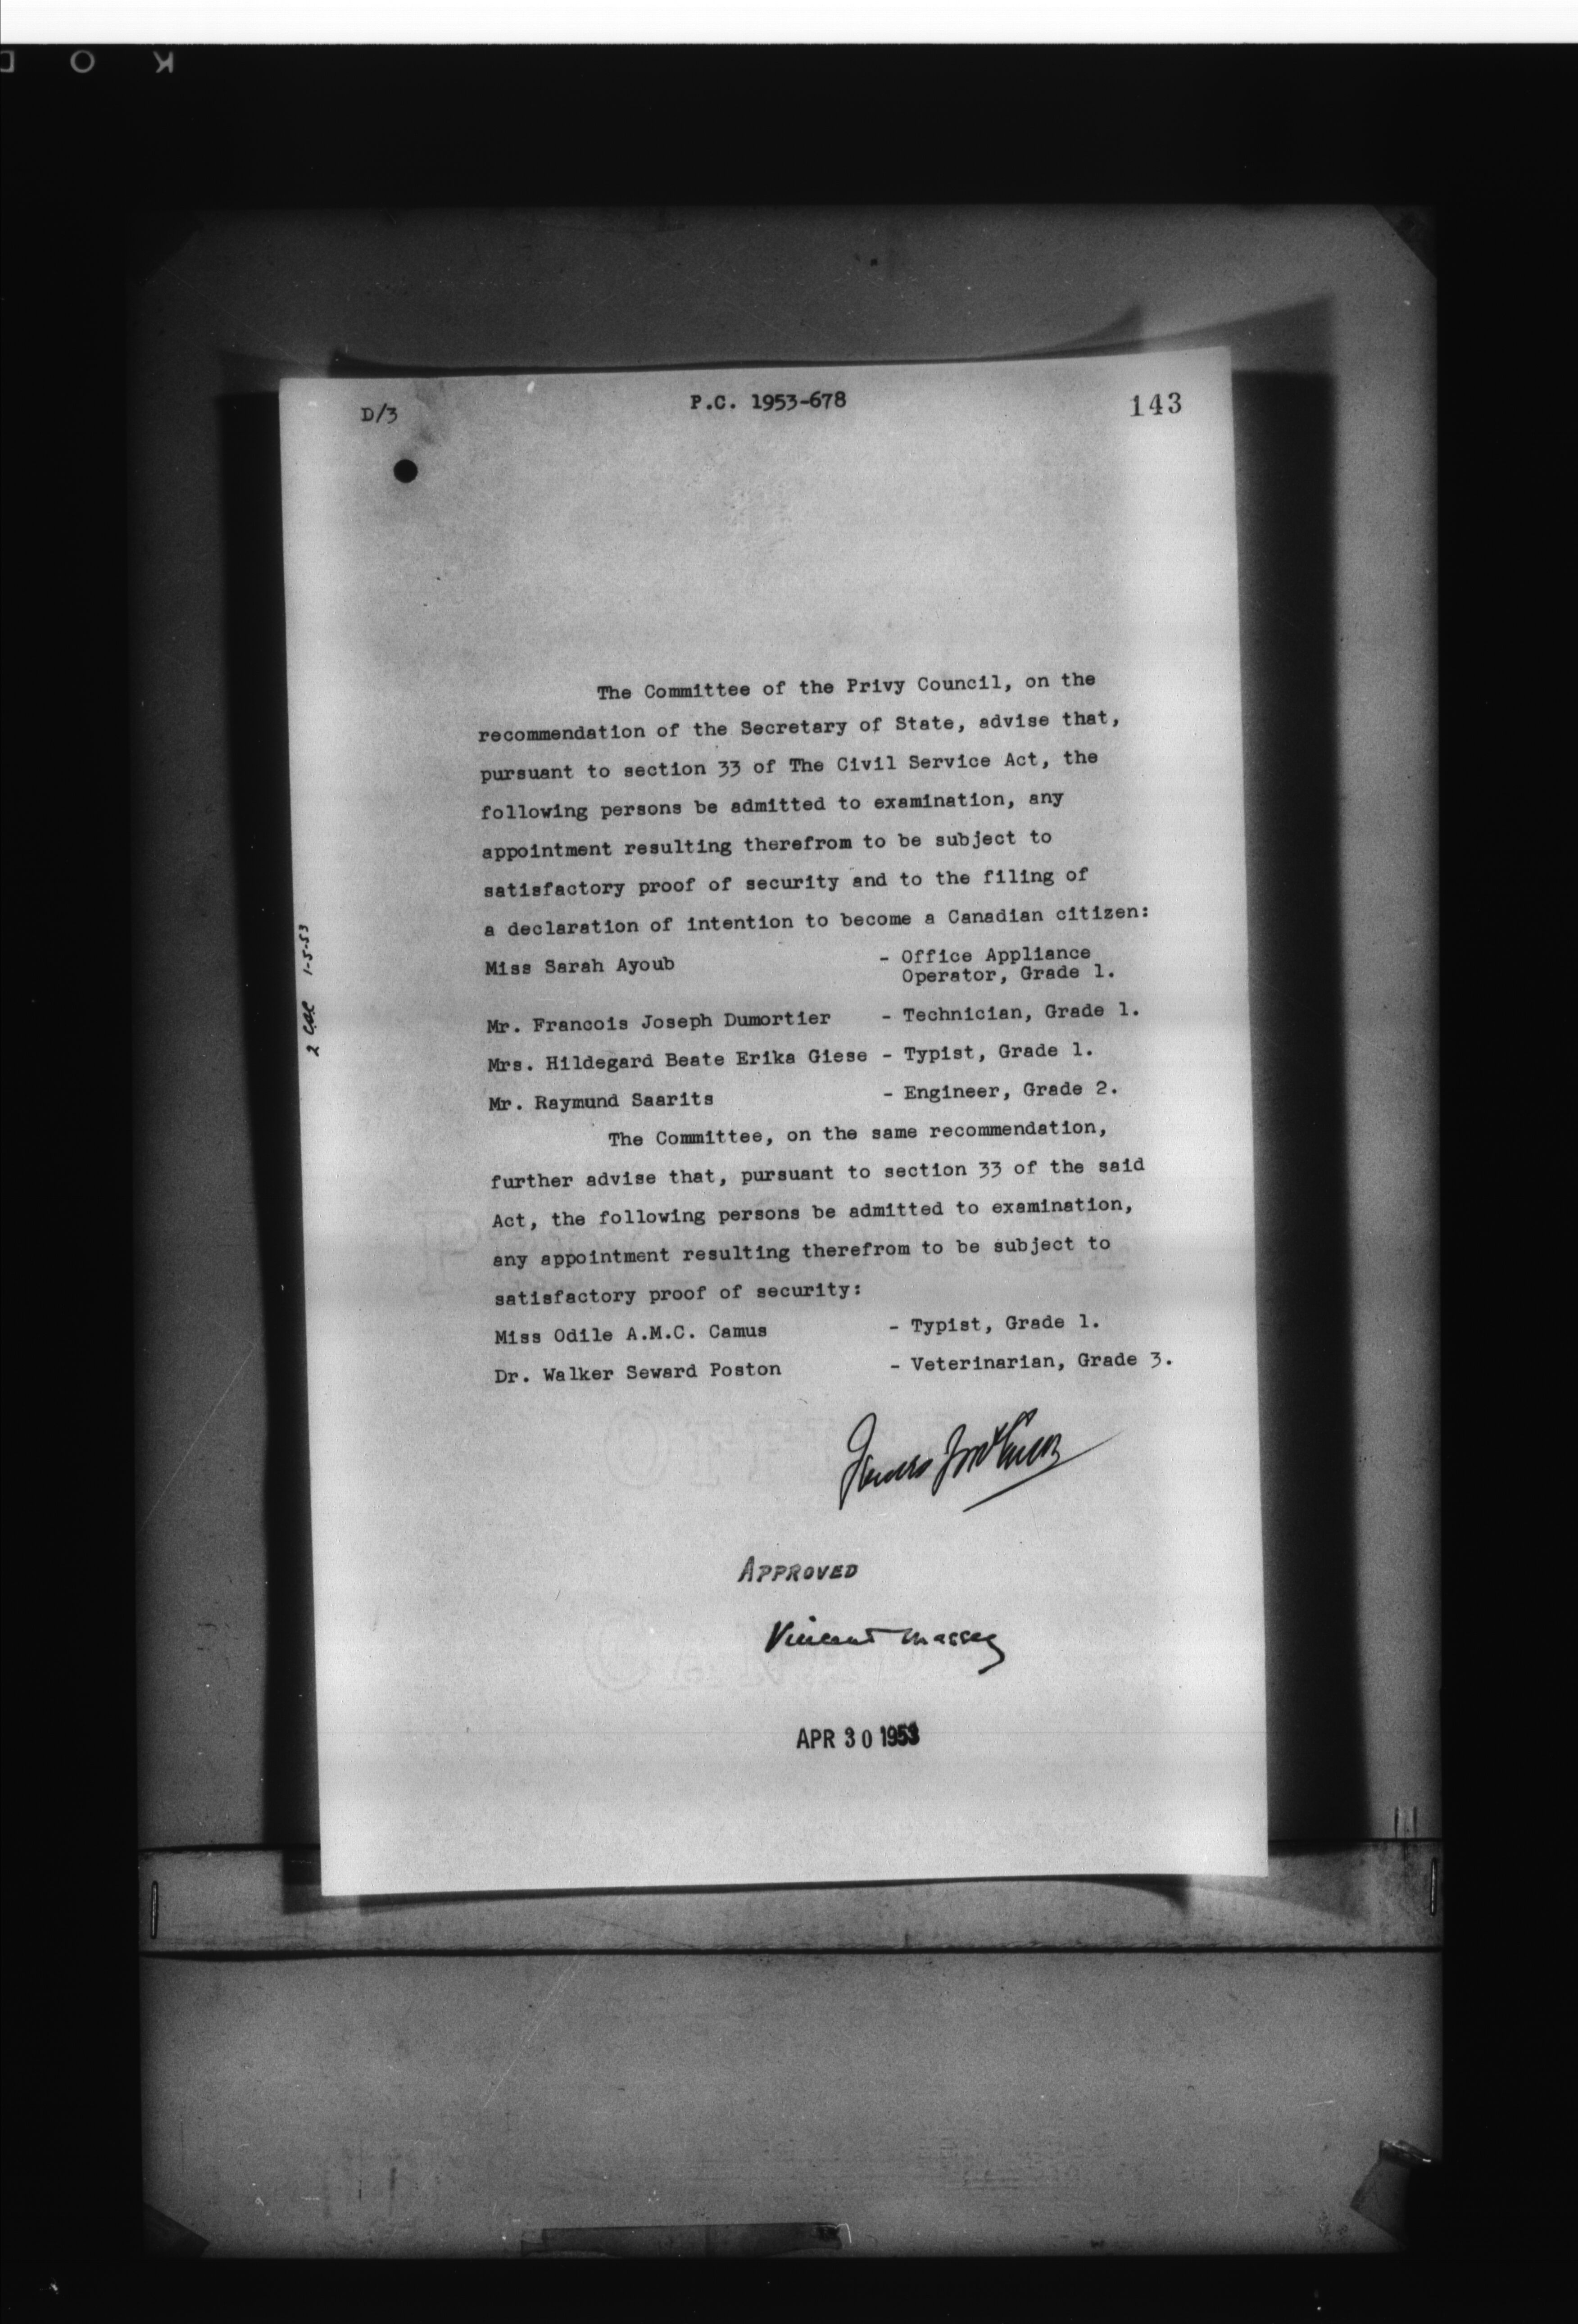 K O D
D/3 P.C. 1953-678 143
The Committee of the Privy Council, on the
recommendation of the Secretary of State, advise that,
pursuant to section 33 of The Civil Service Act, the
following persons be admitted to examination, any
appointment resulting therefrom to be subject to
satisfactory proof of security and to the filing of
a declaration of intention to become a Canadian citizen:
Miss Sarah Ayoub - Office Appliance
Operator, Grade 1.
Mr. Francois Joseph Dumortier - Technician, Grade 1.
Mrs. Hildegard Beate Erika Giese - Typist, Grade 1.
Mr. Raymund Saarits - Engineer, Grade 2.
The Committee, on the same recommendation,
further advise that, pursuant to section 33 of the said
Act, the following persons be admitted to examination,
any appointment resulting therefrom to be subject to
satisfactory proof of security:
Miss Odile A.M.C. Camus - Typist, Grade 1.
Dr. Walker Seward Poston - Veterinarian, Grade 3.
APPROVED
Vincent Massey
APR 30 1953
2 1-5-53